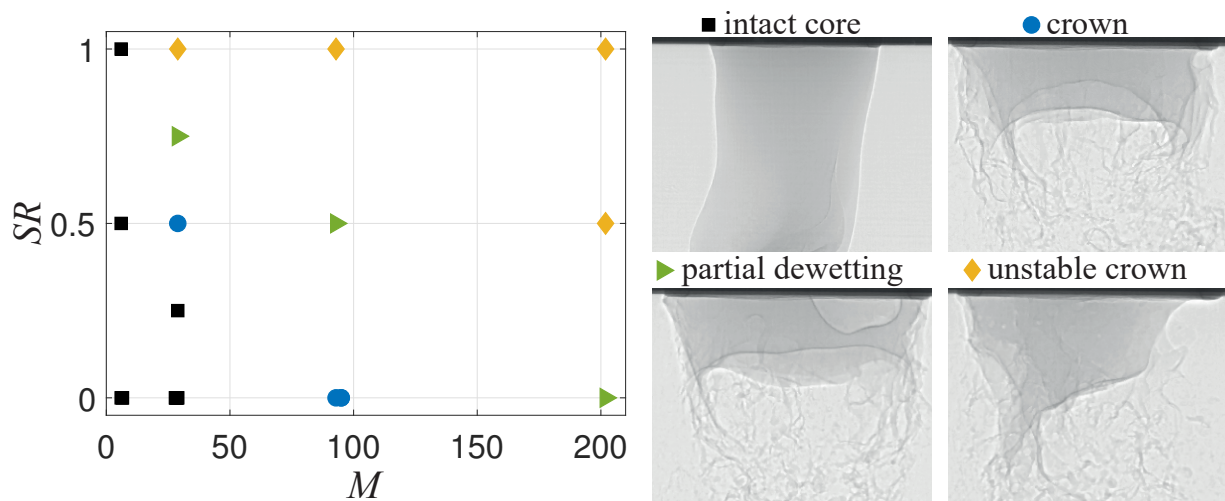 1
0.5
0
SR
0
50
100
150
200
M
intact core
crown
partial dewetting
unstable crown